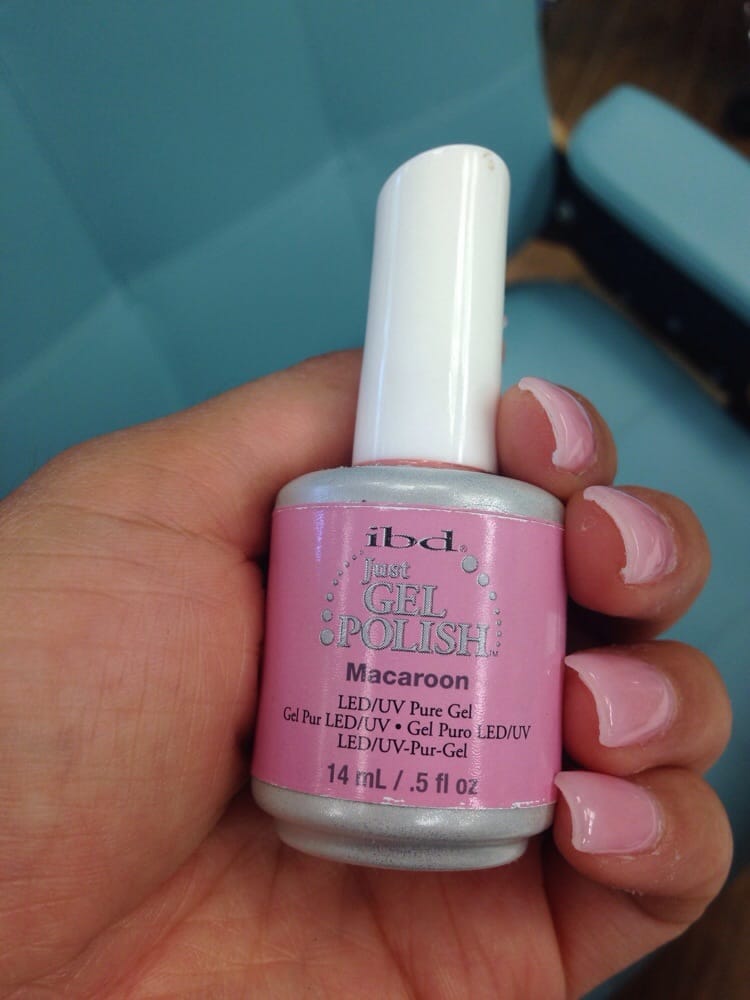 ibd®
Just
GEL
POLISH™
Macaroon
LED/UV Pure Gel
Gel Pur LED/UV • Gel Puro LED/UV
LED/UV-Pur-Gel
14 mL / .5 fl oz